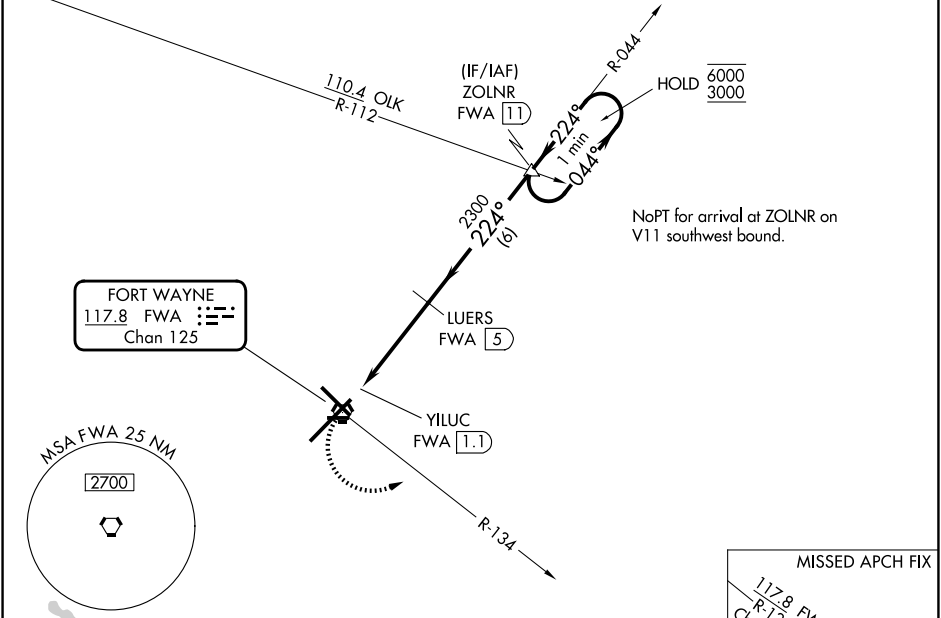 110.4 OLK
R-112
(IF/IAF)
ZOLNR
FWA 11
R-044
HOLD 6000
3000
224°
1 min
044°
NoPT for arrival at ZOLNR on
V11 southwest bound.
2300
224°
(6)
LUERS
FWA 5
FORT WAYNE
117.8 FWA
Chan 125
YILUC
FWA 1.1
MSA FWA 25 NM
2700
R-134
MISSED APCH FIX
117.8